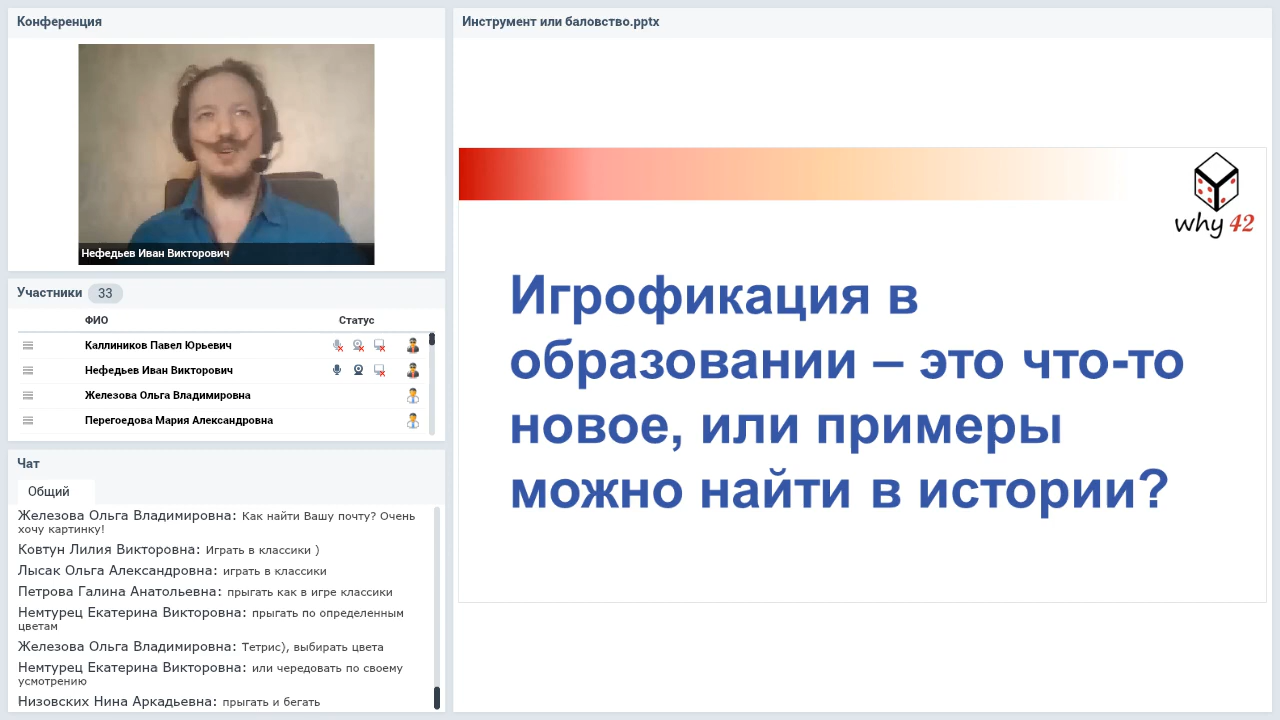 Конференция
Нефедьев Иван Викторович
Участники 33
ФИО Статус
Каллиников Павел Юрьевич
Нефедьев Иван Викторович
Железова Ольга Владимировна
Перегоедова Мария Александровна
Чат
Общий
Железова Ольга Владимировна: Как найти Вашу почту? Очень
хочу картинку!
Ковтун Лилия Викторовна: Играть в классики )
Лысак Ольга Александровна: играть в классики
Петрова Галина Анатольевна: прыгать как в игре классики
Немтурец Екатерина Викторовна: прыгать по определенным
цветам
Железова Ольга Владимировна: Тетрис), выбирать цвета
Немтурец Екатерина Викторовна: или чередовать по своему
усмотрению
Низовских Нина Аркадьевна: прыгать и бегать
Инструмент или баловство.pptx
why 42
Игрофикация в
образовании – это что-то
новое, или примеры
можно найти в истории?